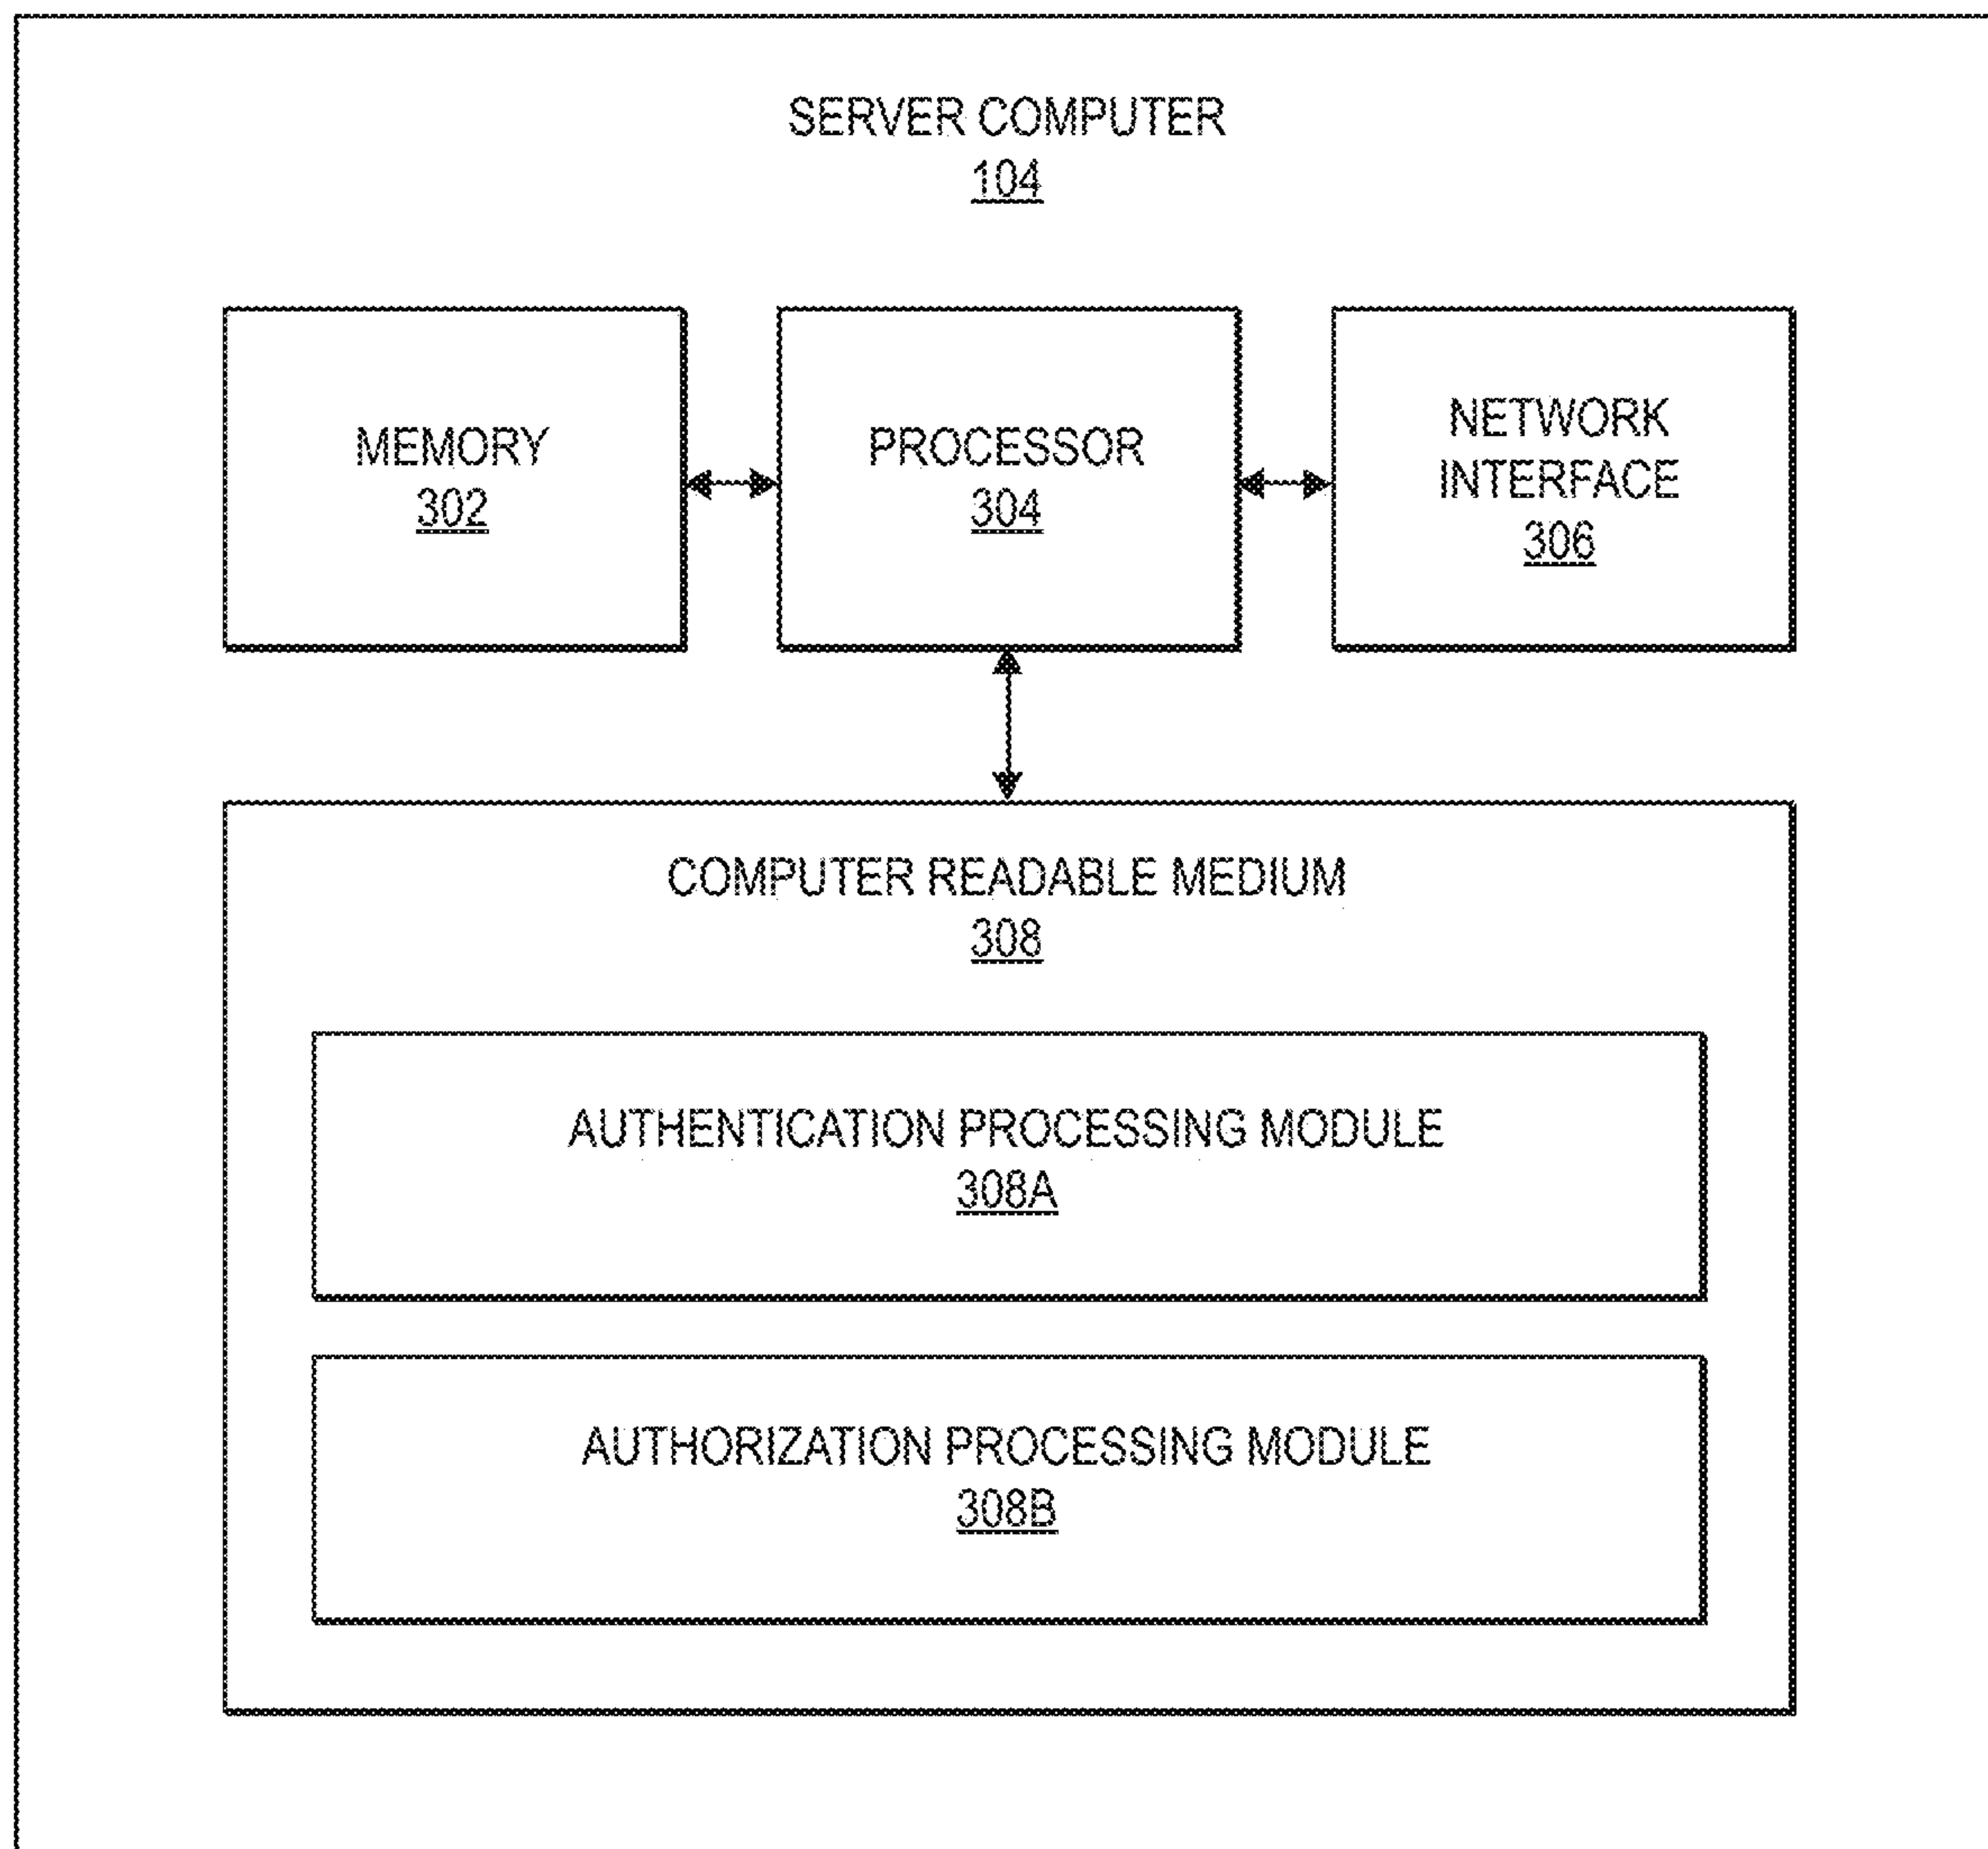 SERVER COMPUTER
104
MEMORY
302
PROCESSOR
304
NETWORK
INTERFACE
306
COMPUTER READABLE MEDIUM
308
AUTHENTICATION PROCESSING MODULE
308A
AUTHORIZATION PROCESSING MODULE
308B